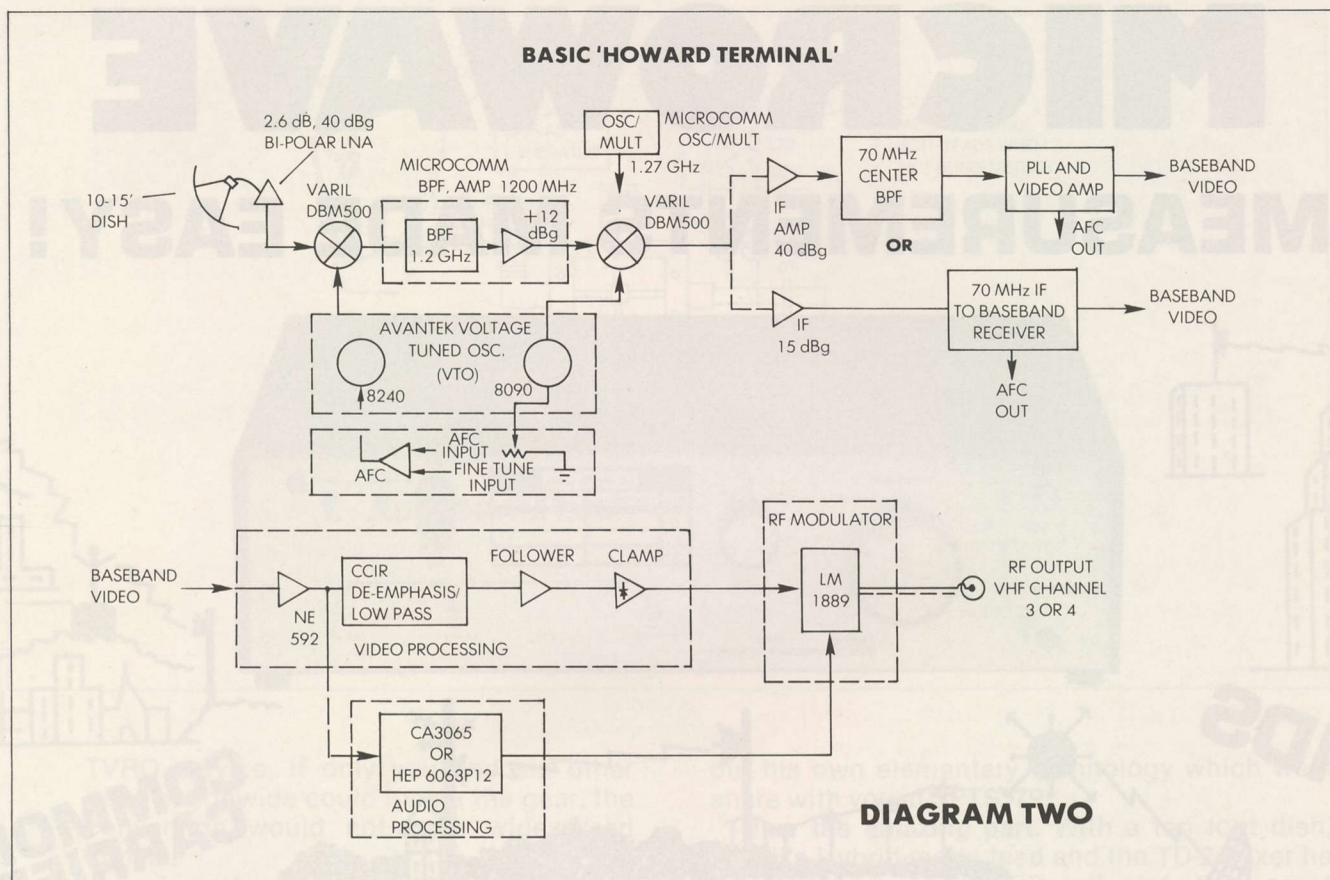 BASIC 'HOWARD TERMINAL'
2.6 dB, 40 dBg
BI-POLAR LNA
10-15'
DISH
VARIL
DBM500
MICROCOMM
BPF, AMP
1200 MHz
BPF
1.2 GHz
+12
dBg
OSC/
MULT
MICROCOMM
OSC/MULT
1.27 GHz
VARIL
DBM500
IF
AMP
40 dBg
70 MHz
CENTER
BPF
PLL AND
VIDEO AMP
BASEBAND
VIDEO
AFC
OUT
OR
IF
15 dBg
70 MHz IF
TO BASEBAND
RECEIVER
BASEBAND
VIDEO
AFC
OUT
AVANTEK VOLTAGE
TUNED OSC.
(VTO)
8240
8090
AFC
INPUT
AFC
FINE TUNE
INPUT
BASEBAND
VIDEO
NE
592
CCIR
DE-EMPHASIS/
LOW PASS
FOLLOWER
CLAMP
VIDEO PROCESSING
RF MODULATOR
LM
1889
RF OUTPUT
VHF CHANNEL
3 OR 4
CA3065
OR
HEP 6063P12
AUDIO
PROCESSING
DIAGRAM TWO
MICROWAVE
MEASUREMENTS MADE EASY!